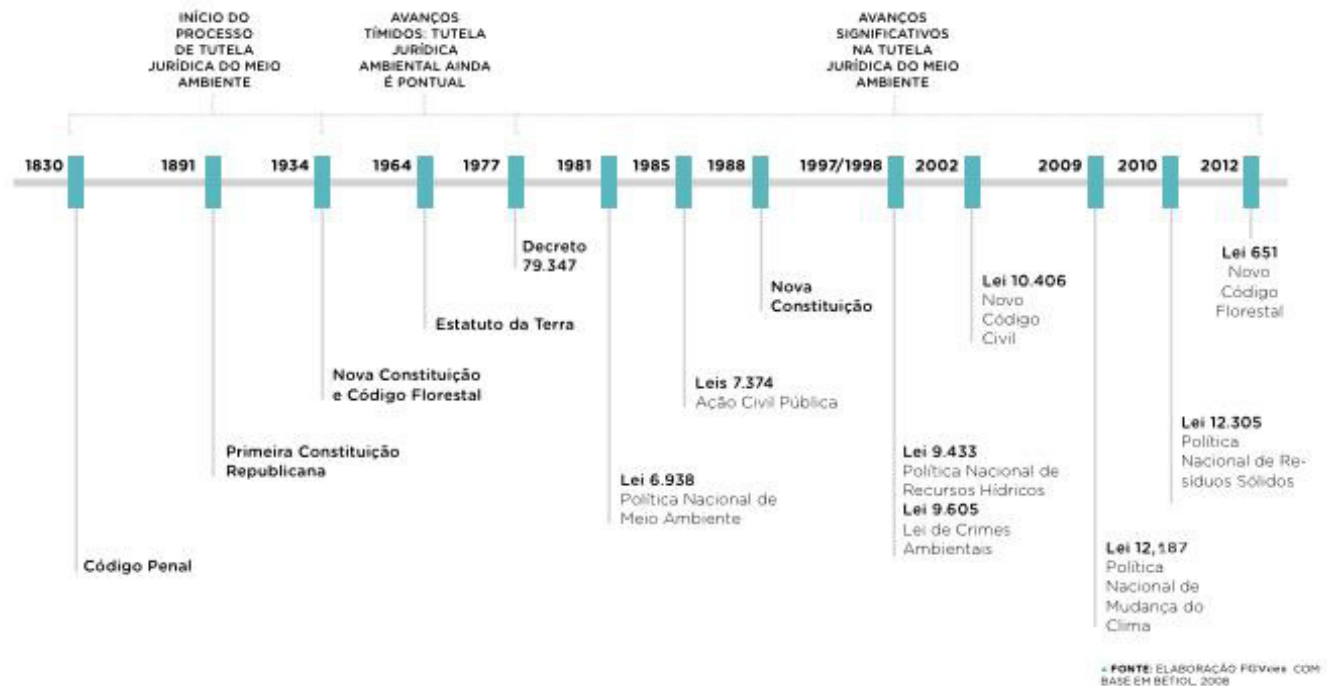 INÍCIO DO
PROCESSO
DE TUTELA
JURÍDICA DO MEIO
AMBIENTE
AVANÇOS
TÍMIDOS: TUTELA
JURÍDICA
AMBIENTAL AINDA
É PONTUAL
AVANÇOS
SIGNIFICATIVOS
NA TUTELA
JURÍDICA DO MEIO
AMBIENTE
1830
1891
1934
1964
1977
1981
1985
1988
1997/1998
2002
2009
2010
2012
Código Penal
Primeira Constituição
Republicana
Nova Constituição
e Código Florestal
Estatuto da Terra
Decreto
79.347
Lei 6.938
Política Nacional de
Meio Ambiente
Leis 7.374
Ação Civil Pública
Nova
Constituição
Lei 9.433
Política Nacional de
Recursos Hídricos
Lei 9.605
Lei de Crimes
Ambientais
Lei 10.406
Novo
Código
Civil
Lei 12,187
Política
Nacional de
Mudança do
Clima
Lei 12.305
Política
Nacional de Re-
síduos Sólidos
Lei 651
Novo
Código
Florestal
FONTE: ELABORAÇÃO FGVces COM
BASE EM BETIOL, 2008